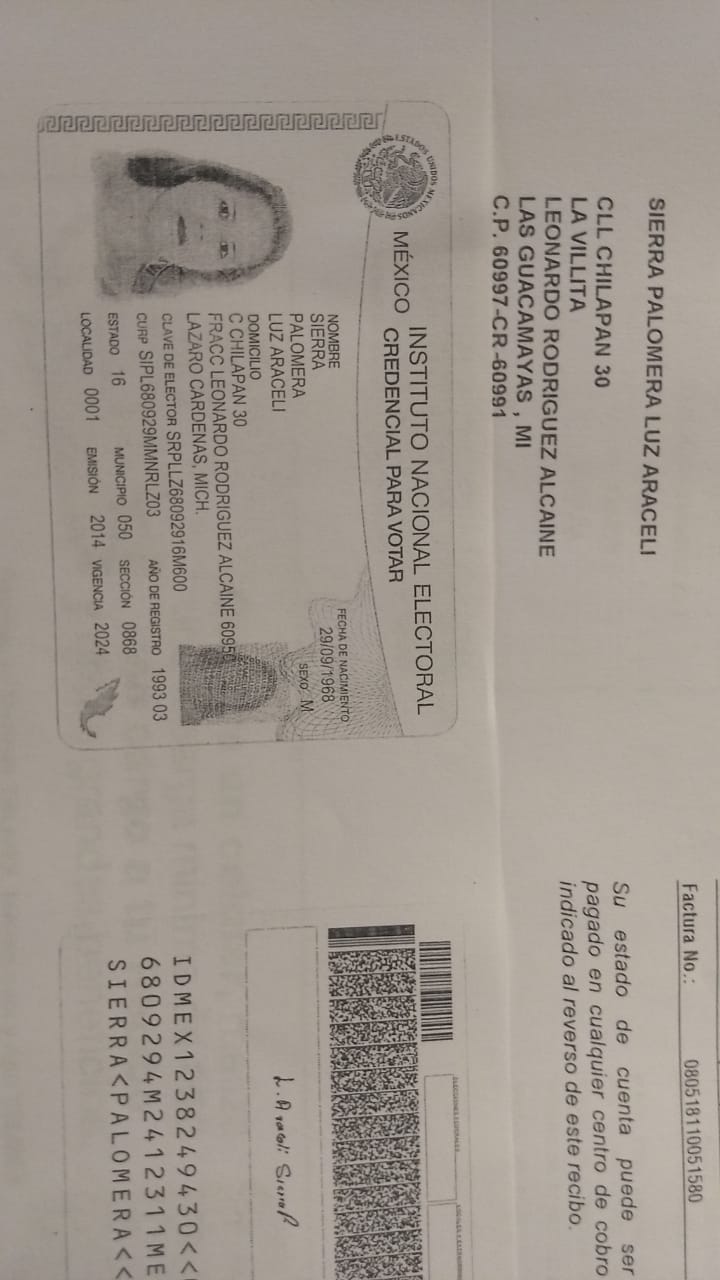 SIERRA PALOMERA LUZ ARACELI
CLL CHILAPAN 30
LA VILLITA
LEONARDO RODRIGUEZ ALCAINE
LAS GUACAMAYAS , MI
C.P. 60997-CR -60991
Factura No.: 080518110051580
Su estado de cuenta puede ser
pagado en cualquier centro de cobro
indicado al reverso de este recibo.
ESTADOS UNIDOS MEXICANOS
MÉXICO INSTITUTO NACIONAL ELECTORAL
CREDENCIAL PARA VOTAR
NOMBRE
SIERRA
PALOMERA
LUZ ARACELI
FECHA DE NACIMIENTO
29/09/1968
SEXO M
DOMICILIO
C CHILAPAN 30
FRACC LEONARDO RODRIGUEZ ALCAINE
LAZARO CARDENAS, MICH.
CLAVE DE ELECTOR SRPLLZ68092916M600
CURP SIPL680929MMNRLZ03 AÑO DE REGISTRO 1993 03
ESTADO 16 MUNICIPIO 050 SECCIÓN 0868
LOCALIDAD 0001 EMISIÓN 2014 VIGENCIA 2024
L. Araceli Sierra P
IDMEX1238249430<<
6809294M2412311ME
SIERRA<PALOMERA<<